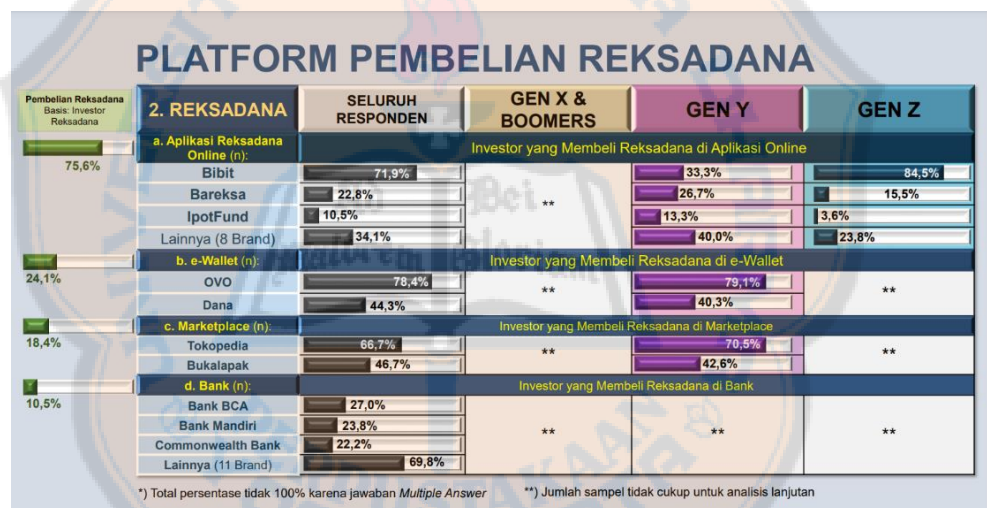 PLATFORM PEMBELIAN REKSADANA
Pembelian Reksadana
Basis: Investor
Reksadana
2. REKSADANA
SELURUH
RESPONDEN
GEN X &
BOOMERS
GEN Y
GEN Z
75,6%
a. Aplikasi Reksadana
Online (n):
Investor yang Membeli Reksadana di Aplikasi Online
Bibit 71,9% 33,3% 84,5%
Bareksa 22,8% ** 26,7% 15,5%
IpotFund 10,5% 13,3% 3,6%
Lainnya (8 Brand) 34,1% 40,0% 23,8%
24,1%
b. e-Wallet (n): Investor yang Membeli Reksadana di e-Wallet
OVO 78,4% ** 79,1% **
Dana 44,3% 40,3%
18,4%
c. Marketplace (n): Investor yang Membeli Reksadana di Marketplace
Tokopedia 66,7% ** 70,5% **
Bukalapak 46,7% 42,6%
10,5%
d. Bank (n): Investor yang Membeli Reksadana di Bank
Bank BCA 27,0%
Bank Mandiri 23,8% ** ** **
Commonwealth Bank 22,2%
Lainnya (11 Brand) 69,8%
*) Total persentase tidak 100% karena jawaban Multiple Answer **) Jumlah sampel tidak cukup untuk analisis lanjutan